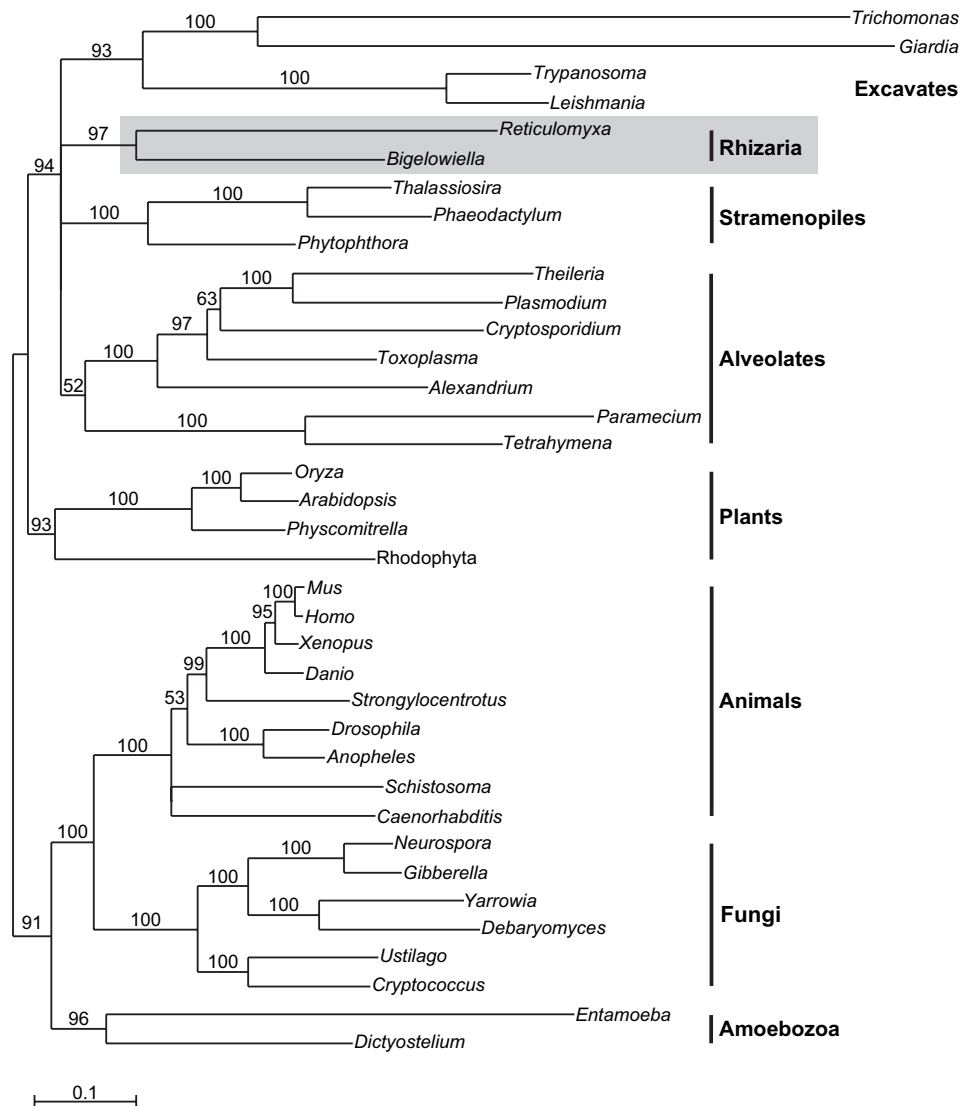 100
Trichomonas
Giardia
93
100
Trypanosoma
Leishmania
Excavates
97
Reticulomyxa
Bigelowiella
Rhizaria
94
100
100
Thalassiosira
Phaeodactylum
Phytophthora
Stramenopiles
100
Theileria
63
Plasmodium
97
Cryptosporidium
100
Toxoplasma
Alveolates
52
Alexandrium
100
Paramecium
Tetrahymena
100
Oryza
100
Arabidopsis
Plants
93
Physcomitrella
Rhodophyta
100
Mus
95
Homo
100
Xenopus
99
Danio
53
Strongylocentrotus
Animals
100
Drosophila
100
Anopheles
Schistosoma
Caenorhabditis
100
100
Neurospora
100
Gibberella
100
Yarrowia
100
Debaryomyces
Fungi
91
100
Ustilago
Cryptococcus
96
Entamoeba
Dictyostelium
Amoebozoa
0.1